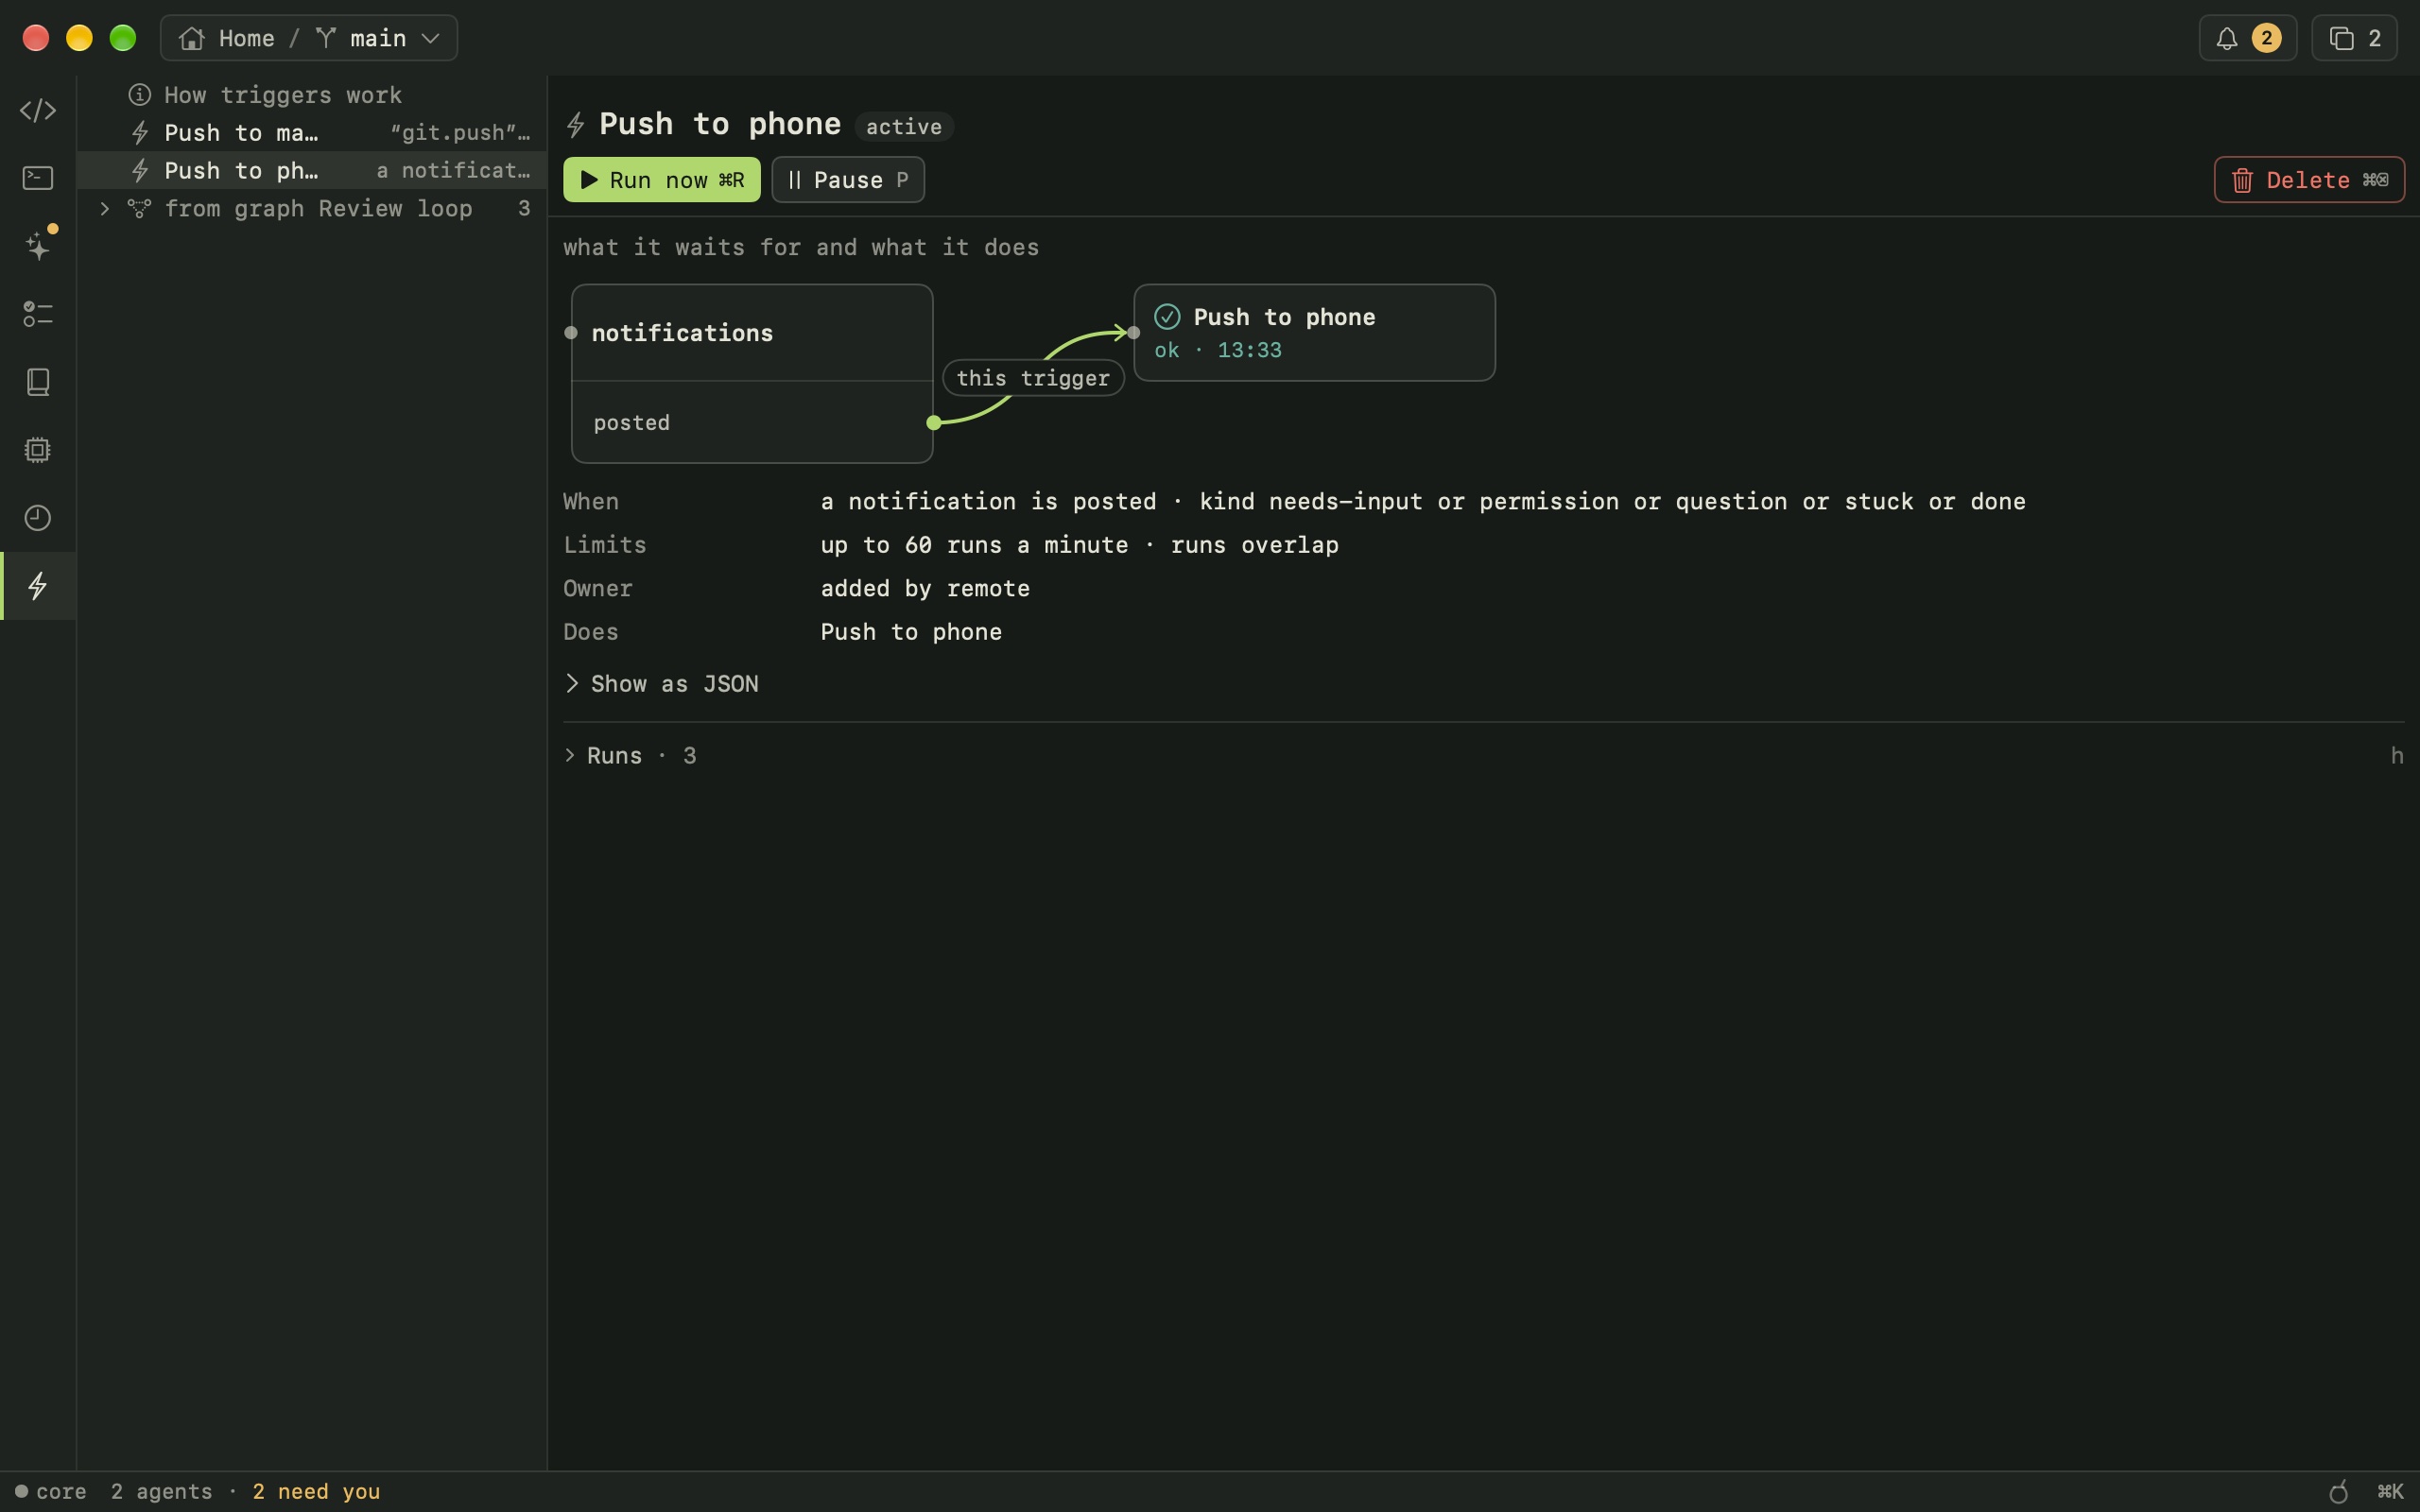 Home / main
2
2
How triggers work
Push to ma… “git.push”…
Push to ph… a notificat…
from graph Review loop 3
Push to phone active
Run now ⌘R
Pause P
Delete ⌘⌫
what it waits for and what it does
notifications
posted
this trigger
Push to phone
ok · 13:33
When a notification is posted · kind needs-input or permission or question or stuck or done
Limits up to 60 runs a minute · runs overlap
Owner added by remote
Does Push to phone
Show as JSON
Runs · 3 h
core 2 agents · 2 need you ⌘K